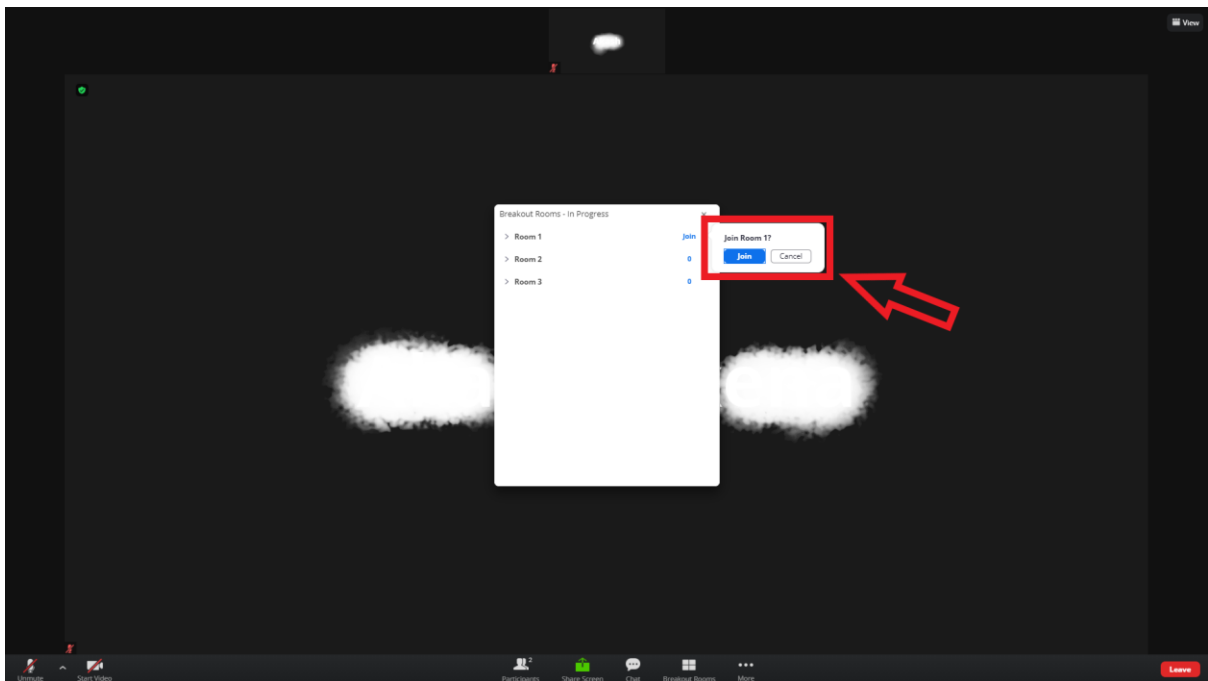 View
Breakout Rooms - In Progress ×
> Room 1 Join
> Room 2 0
> Room 3 0
Join Room 1?
Join Cancel
Unmute Start Video Participants 2 Share Screen Chat Breakout Rooms More Leave